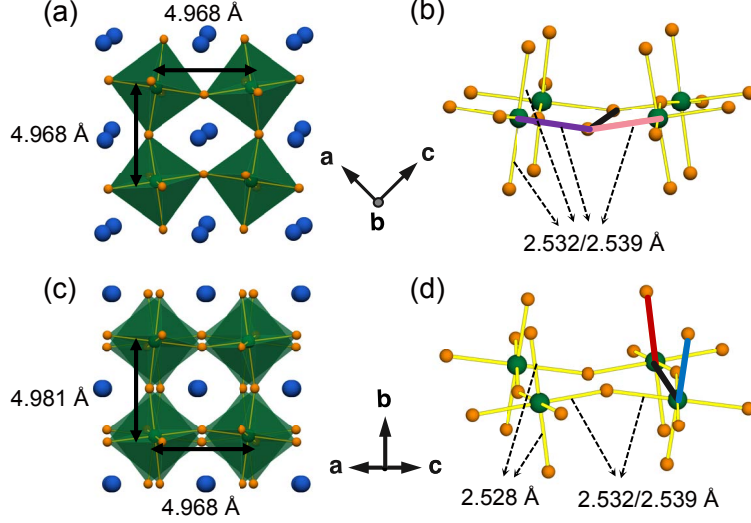 (a)
4.968 Å
4.968 Å
a
c
b
(b)
2.532/2.539 Å
(c)
4.981 Å
4.968 Å
b
a
c
(d)
2.528 Å
2.532/2.539 Å